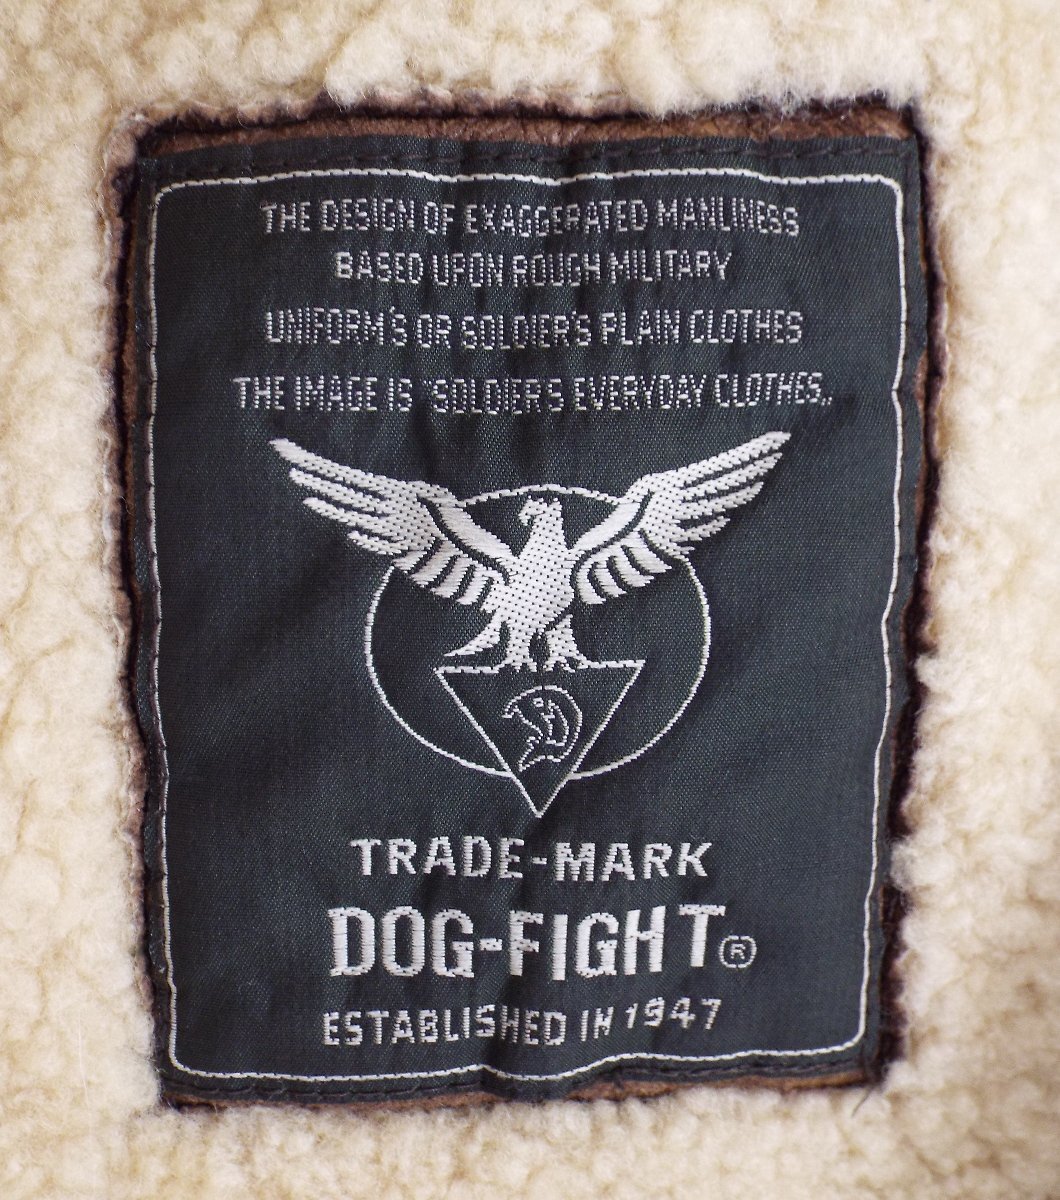 THE DESIGN OF EXAGGERATED MANLINESS
BASED UPON ROUGH MILITARY
UNIFORM'S OR SOLDIER'S PLAIN CLOTHES
THE IMAGE IS "SOLDIER'S EVERYDAY CLOTHES„
TRADE-MARK
DOG-FIGHT®
ESTABLISHED IN 1947